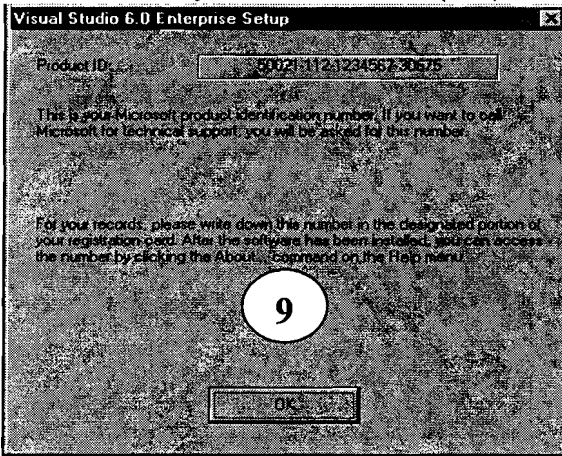 Visual Studio 6.0 Enterprise Setup
Product ID: 50021-112-1234567-30675
This is your Microsoft product identification number. If you want to call
Microsoft for technical support, you will be asked for this number.
For your records, please write down this number in the designated portion of
your registration card. After the software has been installed, you can access
the number by clicking the About... Command on the Help menu.
9
OK